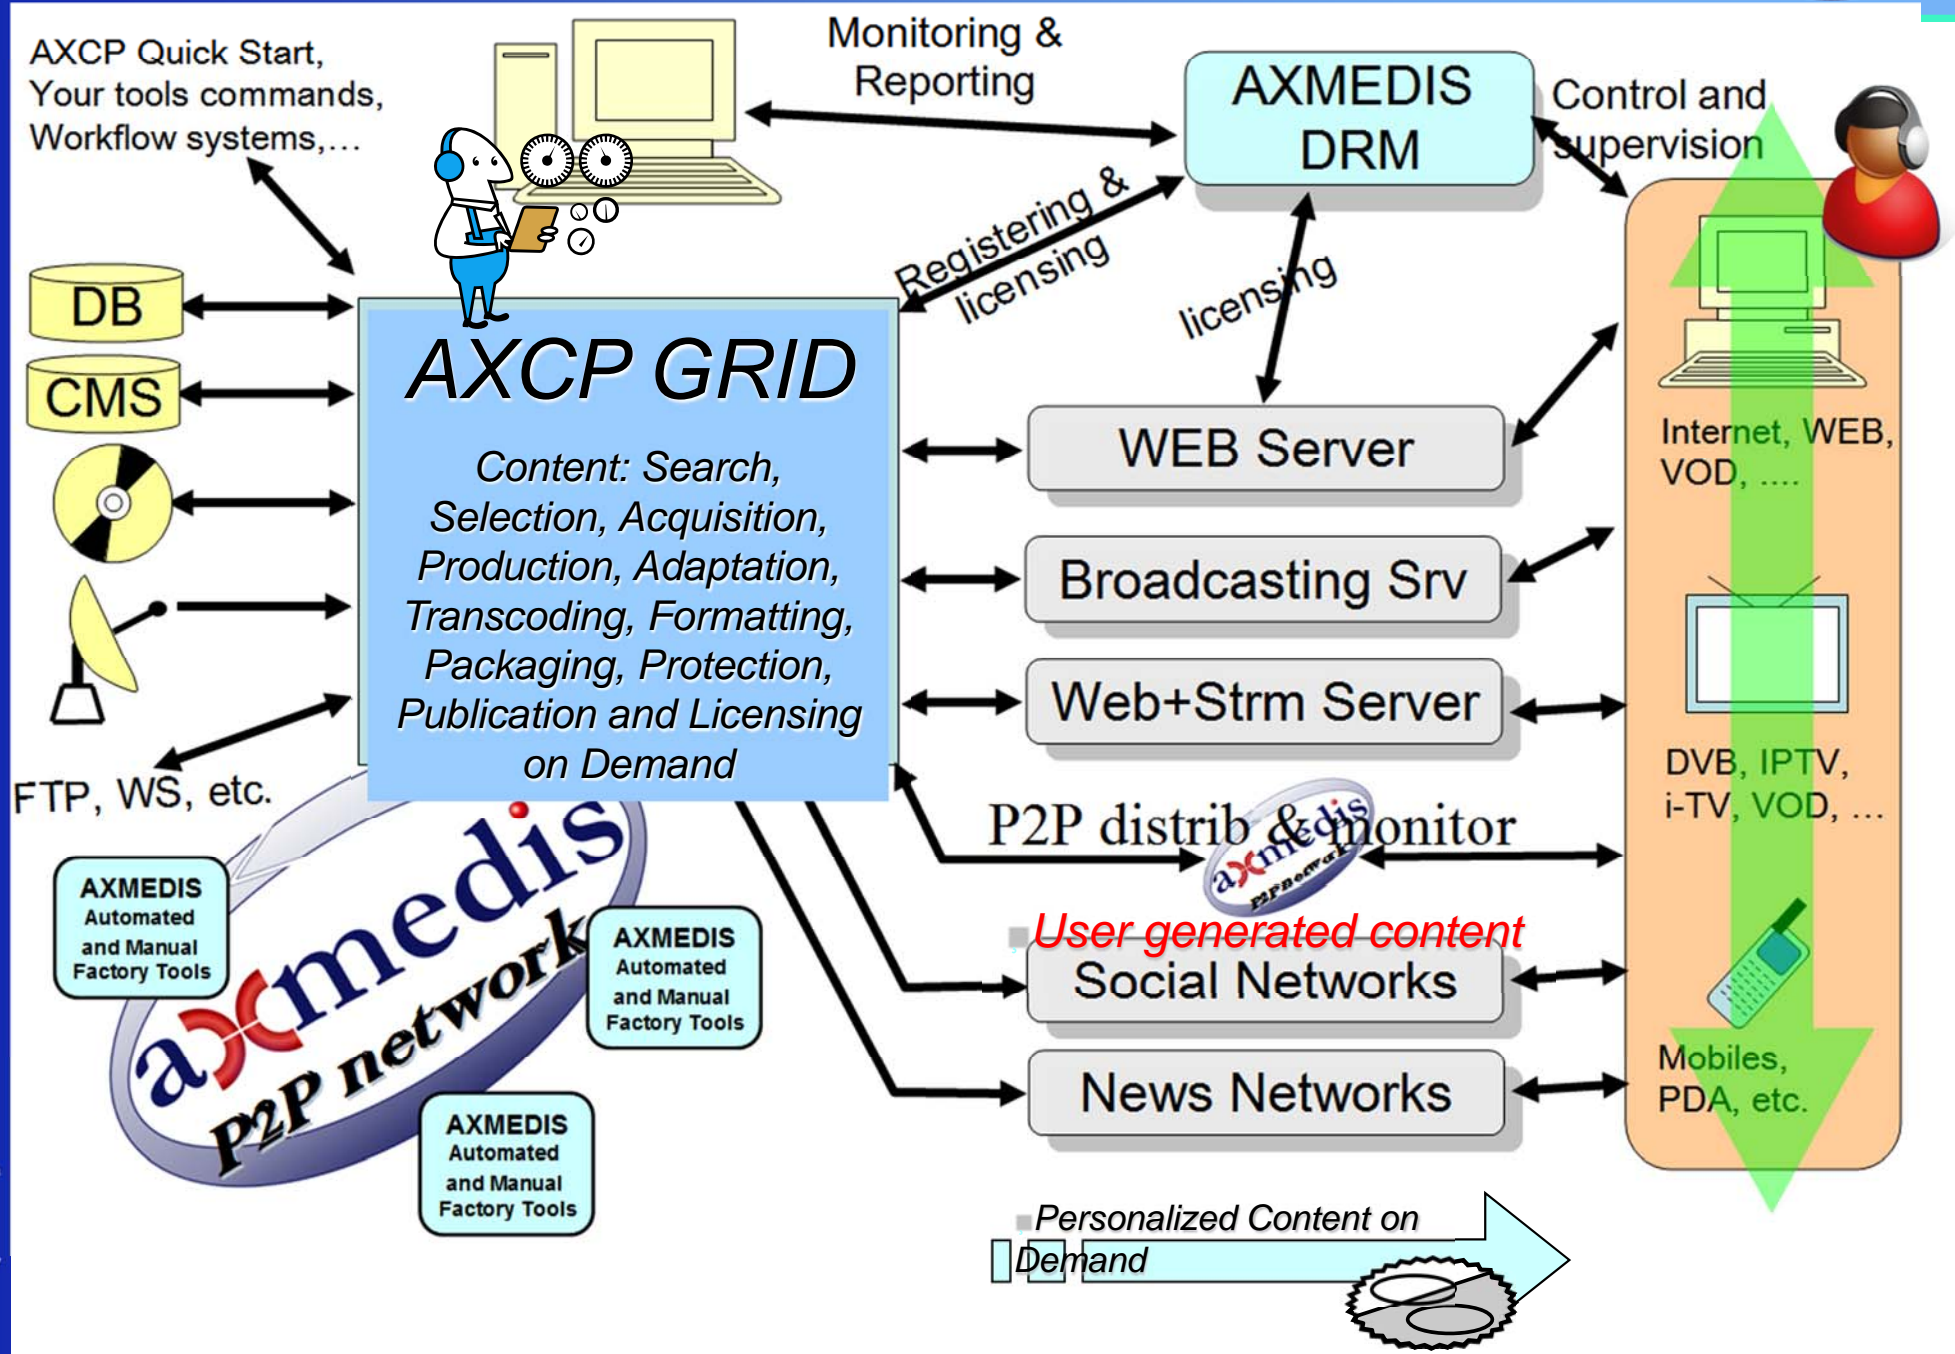 AXCP Quick Start,
Your tools commands,
Workflow systems,…
Monitoring &
Reporting
AXMEDIS
DRM
Control and
supervision
Registering &
licensing
licensing
DB
CMS
FTP, WS, etc.
AXCP GRID
Content: Search,
Selection, Acquisition,
Production, Adaptation,
Transcoding, Formatting,
Packaging, Protection,
Publication and Licensing
on Demand
WEB Server
Broadcasting Srv
Web+Strm Server
P2P distrib & monitor
axmedis
P2P network
User generated content
Social Networks
News Networks
Internet, WEB,
VOD, ....
DVB, IPTV,
i-TV, VOD, …
Mobiles,
PDA, etc.
axmedis
P2P network
AXMEDIS
Automated
and Manual
Factory Tools
AXMEDIS
Automated
and Manual
Factory Tools
AXMEDIS
Automated
and Manual
Factory Tools
Personalized Content on
Demand